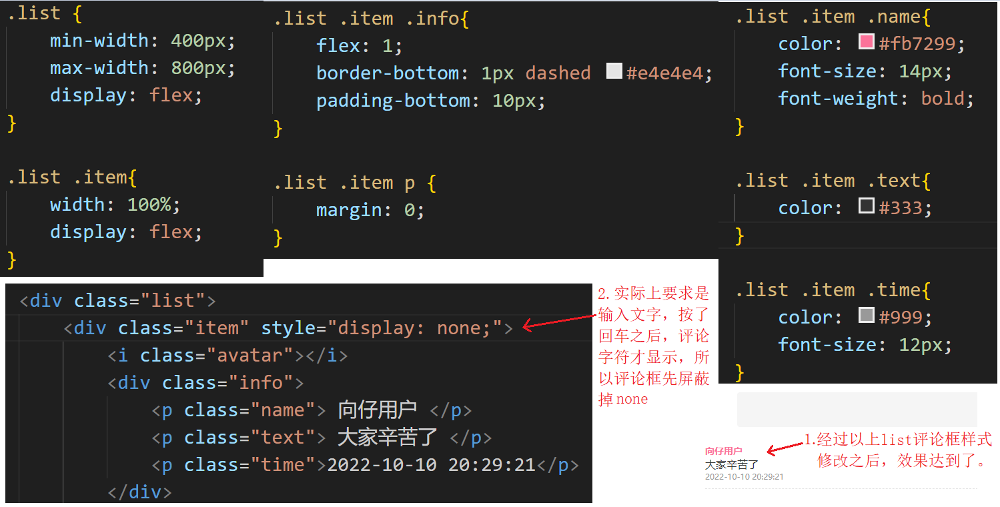 .list {
min-width: 400px;
max-width: 800px;
display: flex;
}
.list .item{
width: 100%;
display: flex;
}
.list .item .info{
flex: 1;
border-bottom: 1px dashed #e4e4e4;
padding-bottom: 10px;
}
.list .item p {
margin: 0;
}
.list .item .name{
color: #fb7299;
font-size: 14px;
font-weight: bold;
}
.list .item .text{
color: #333;
}
.list .item .time{
color: #999;
font-size: 12px;
}
<div class="list">
<div class="item" style="display: none;">
<i class="avatar"></i>
<div class="info">
<p class="name"> 向仔用户 </p>
<p class="text"> 大家辛苦了 </p>
<p class="time">2022-10-10 20:29:21</p>
</div>
2.实际上要求是
输入文字，按了
回车之后，评论
字符才显示，所
以评论框先屏蔽
掉none
1.经过以上list评论框样式
修改之后，效果达到了。
向仔用户
大家辛苦了
2022-10-10 20:29:21